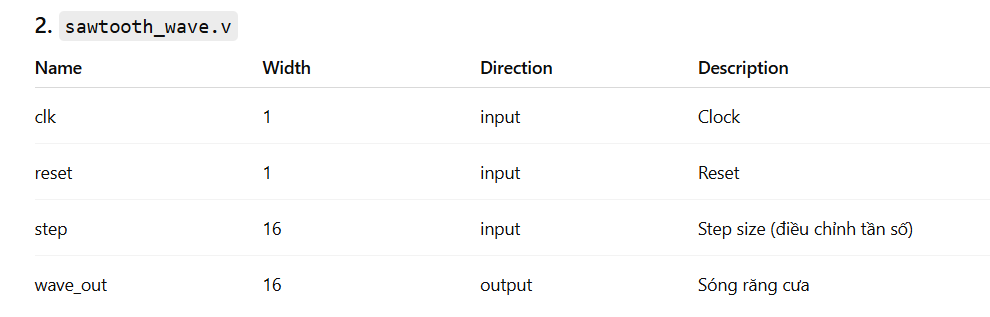 2. sawtooth_wave.v
Name Width Direction Description
clk 1 input Clock
reset 1 input Reset
step 16 input Step size (điều chỉnh tần số)
wave_out 16 output Sóng răng cưa